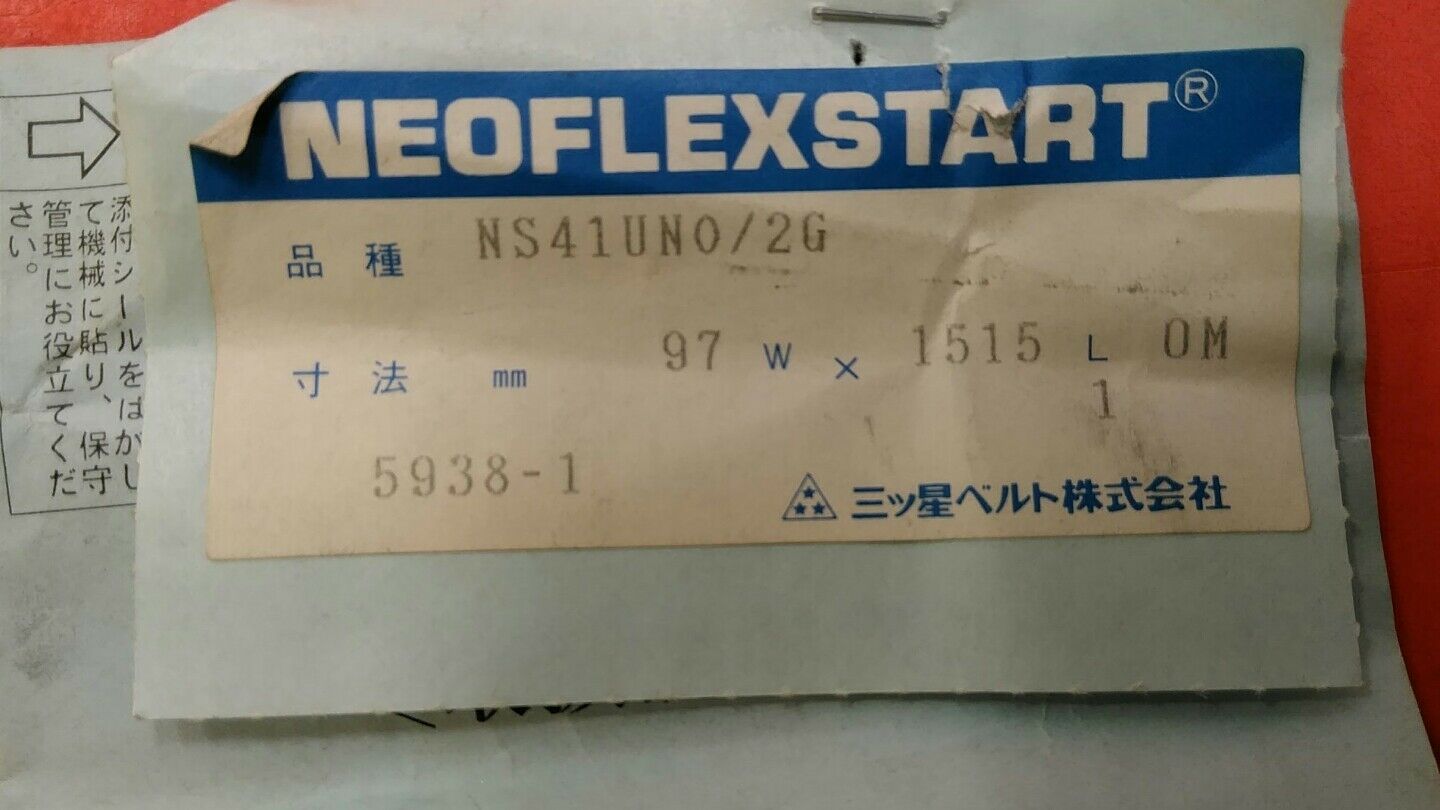 NEOFLEXSTART®
品種 NS41UN0/2G
寸法 mm 97 W × 1515 L 0M
1
5938-1
三ツ星ベルト株式会社
添付シールをはがし
て機械に貼り、保守
管理にお役立てくだ
さい。